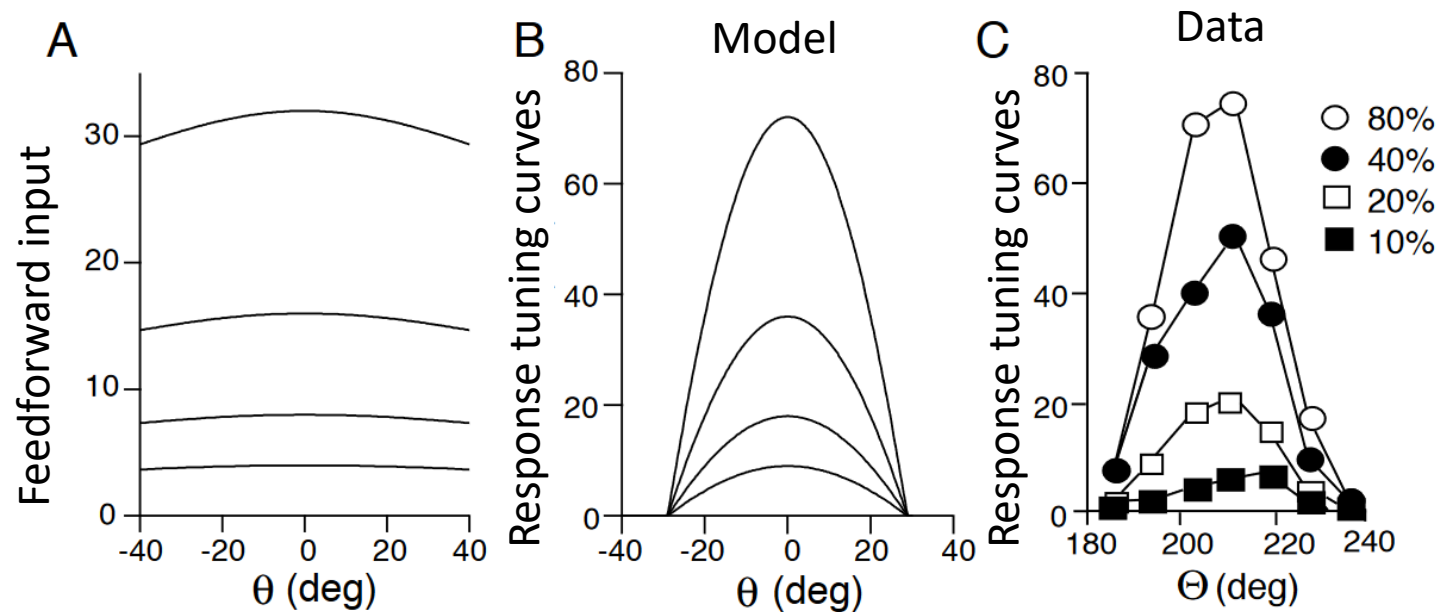 A
Feedforward input
30
20
10
0
-40 -20 0 20 40
θ (deg)
B
Model
Response tuning curves
80
60
40
20
0
-40 -20 0 20 40
θ (deg)
C
Data
Response tuning curves
80
60
40
20
0
180 200 220 240
Θ (deg)
80%
40%
20%
10%